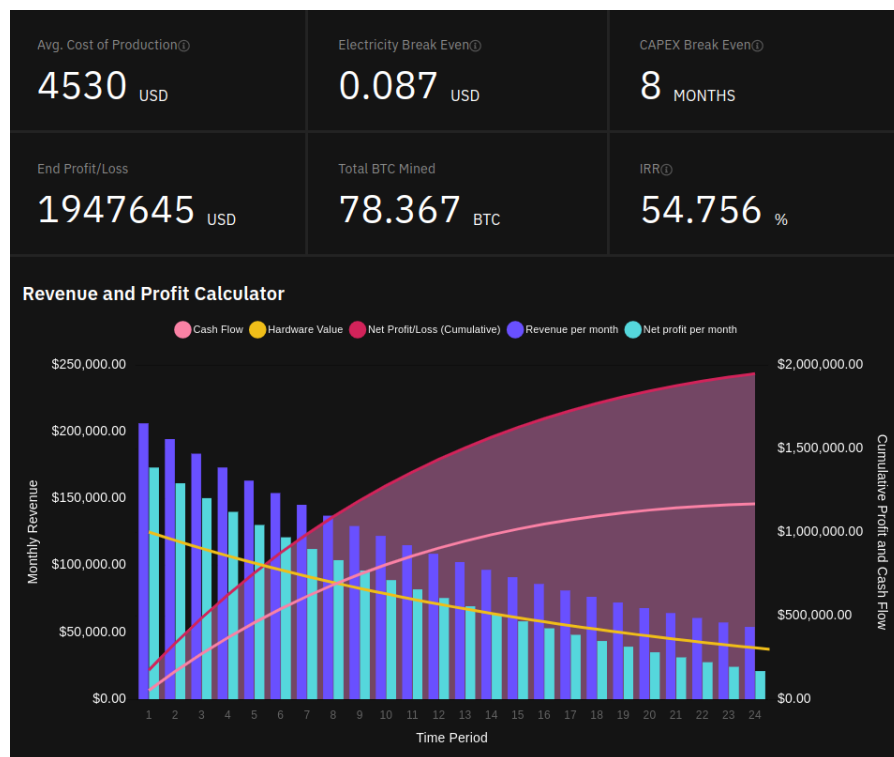 Avg. Cost of Production Electricity Break Even CAPEX Break Even
4530 USD 0.087 USD 8 MONTHS
End Profit/Loss Total BTC Mined IRR
1947645 USD 78.367 BTC 54.756 %
Revenue and Profit Calculator
Cash Flow Hardware Value Net Profit/Loss (Cumulative) Revenue per month Net profit per month
$250,000.00 $2,000,000.00
$200,000.00
$1,500,000.00
$150,000.00
$1,000,000.00
$100,000.00
$500,000.00
$50,000.00
$0.00 $0.00
Monthly Revenue
Cumulative Profit and Cash Flow
1 2 3 4 5 6 7 8 9 10 11 12 13 14 15 16 17 18 19 20 21 22 23 24
Time Period